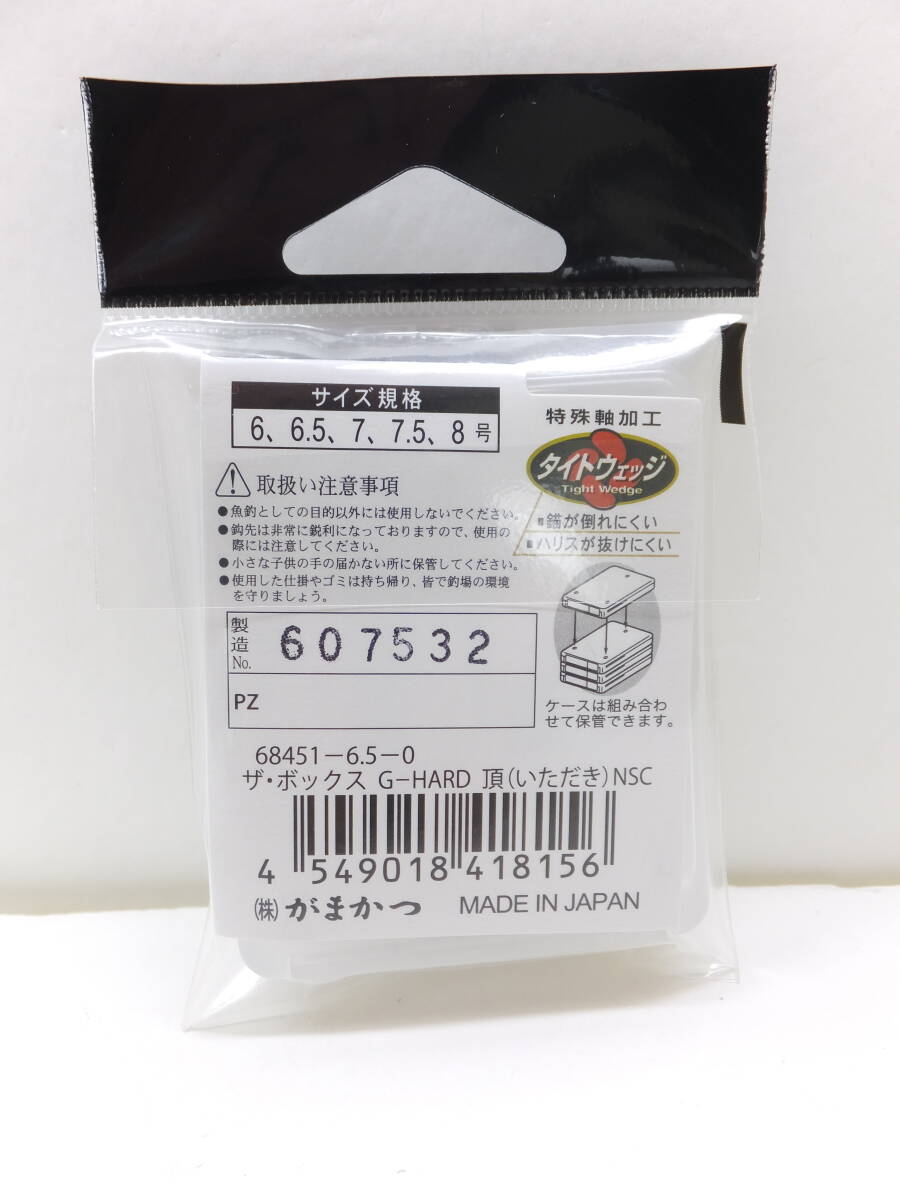 サイズ規格
6、6.5、7、7.5、8号
取扱い注意事項
●魚釣としての目的以外には使用しないでください。
●鈎先は非常に鋭利になっておりますので、使用の
際には注意してください。
●小さな子供の手の届かない所に保管してください。
●使用した仕掛やゴミは持ち帰り、皆で釣場の環境
を守りましょう。
特殊軸加工
タイトウェッジ
Tight Wedge
■錨が倒れにくい
■ハリスが抜けにくい
ケースは組み合わ
せて保管できます。
製造No. 607532
PZ
68451-6.5-0
ザ・ボックス G-HARD 頂(いただき)NSC
4 549018 418156
(株)がまかつ MADE IN JAPAN